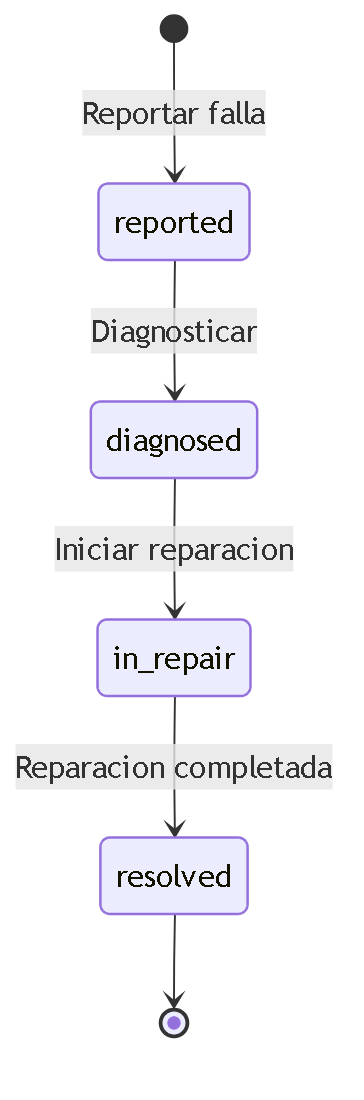 Reportar falla
reported
Diagnosticar
diagnosed
Iniciar reparacion
in_repair
Reparacion completada
resolved